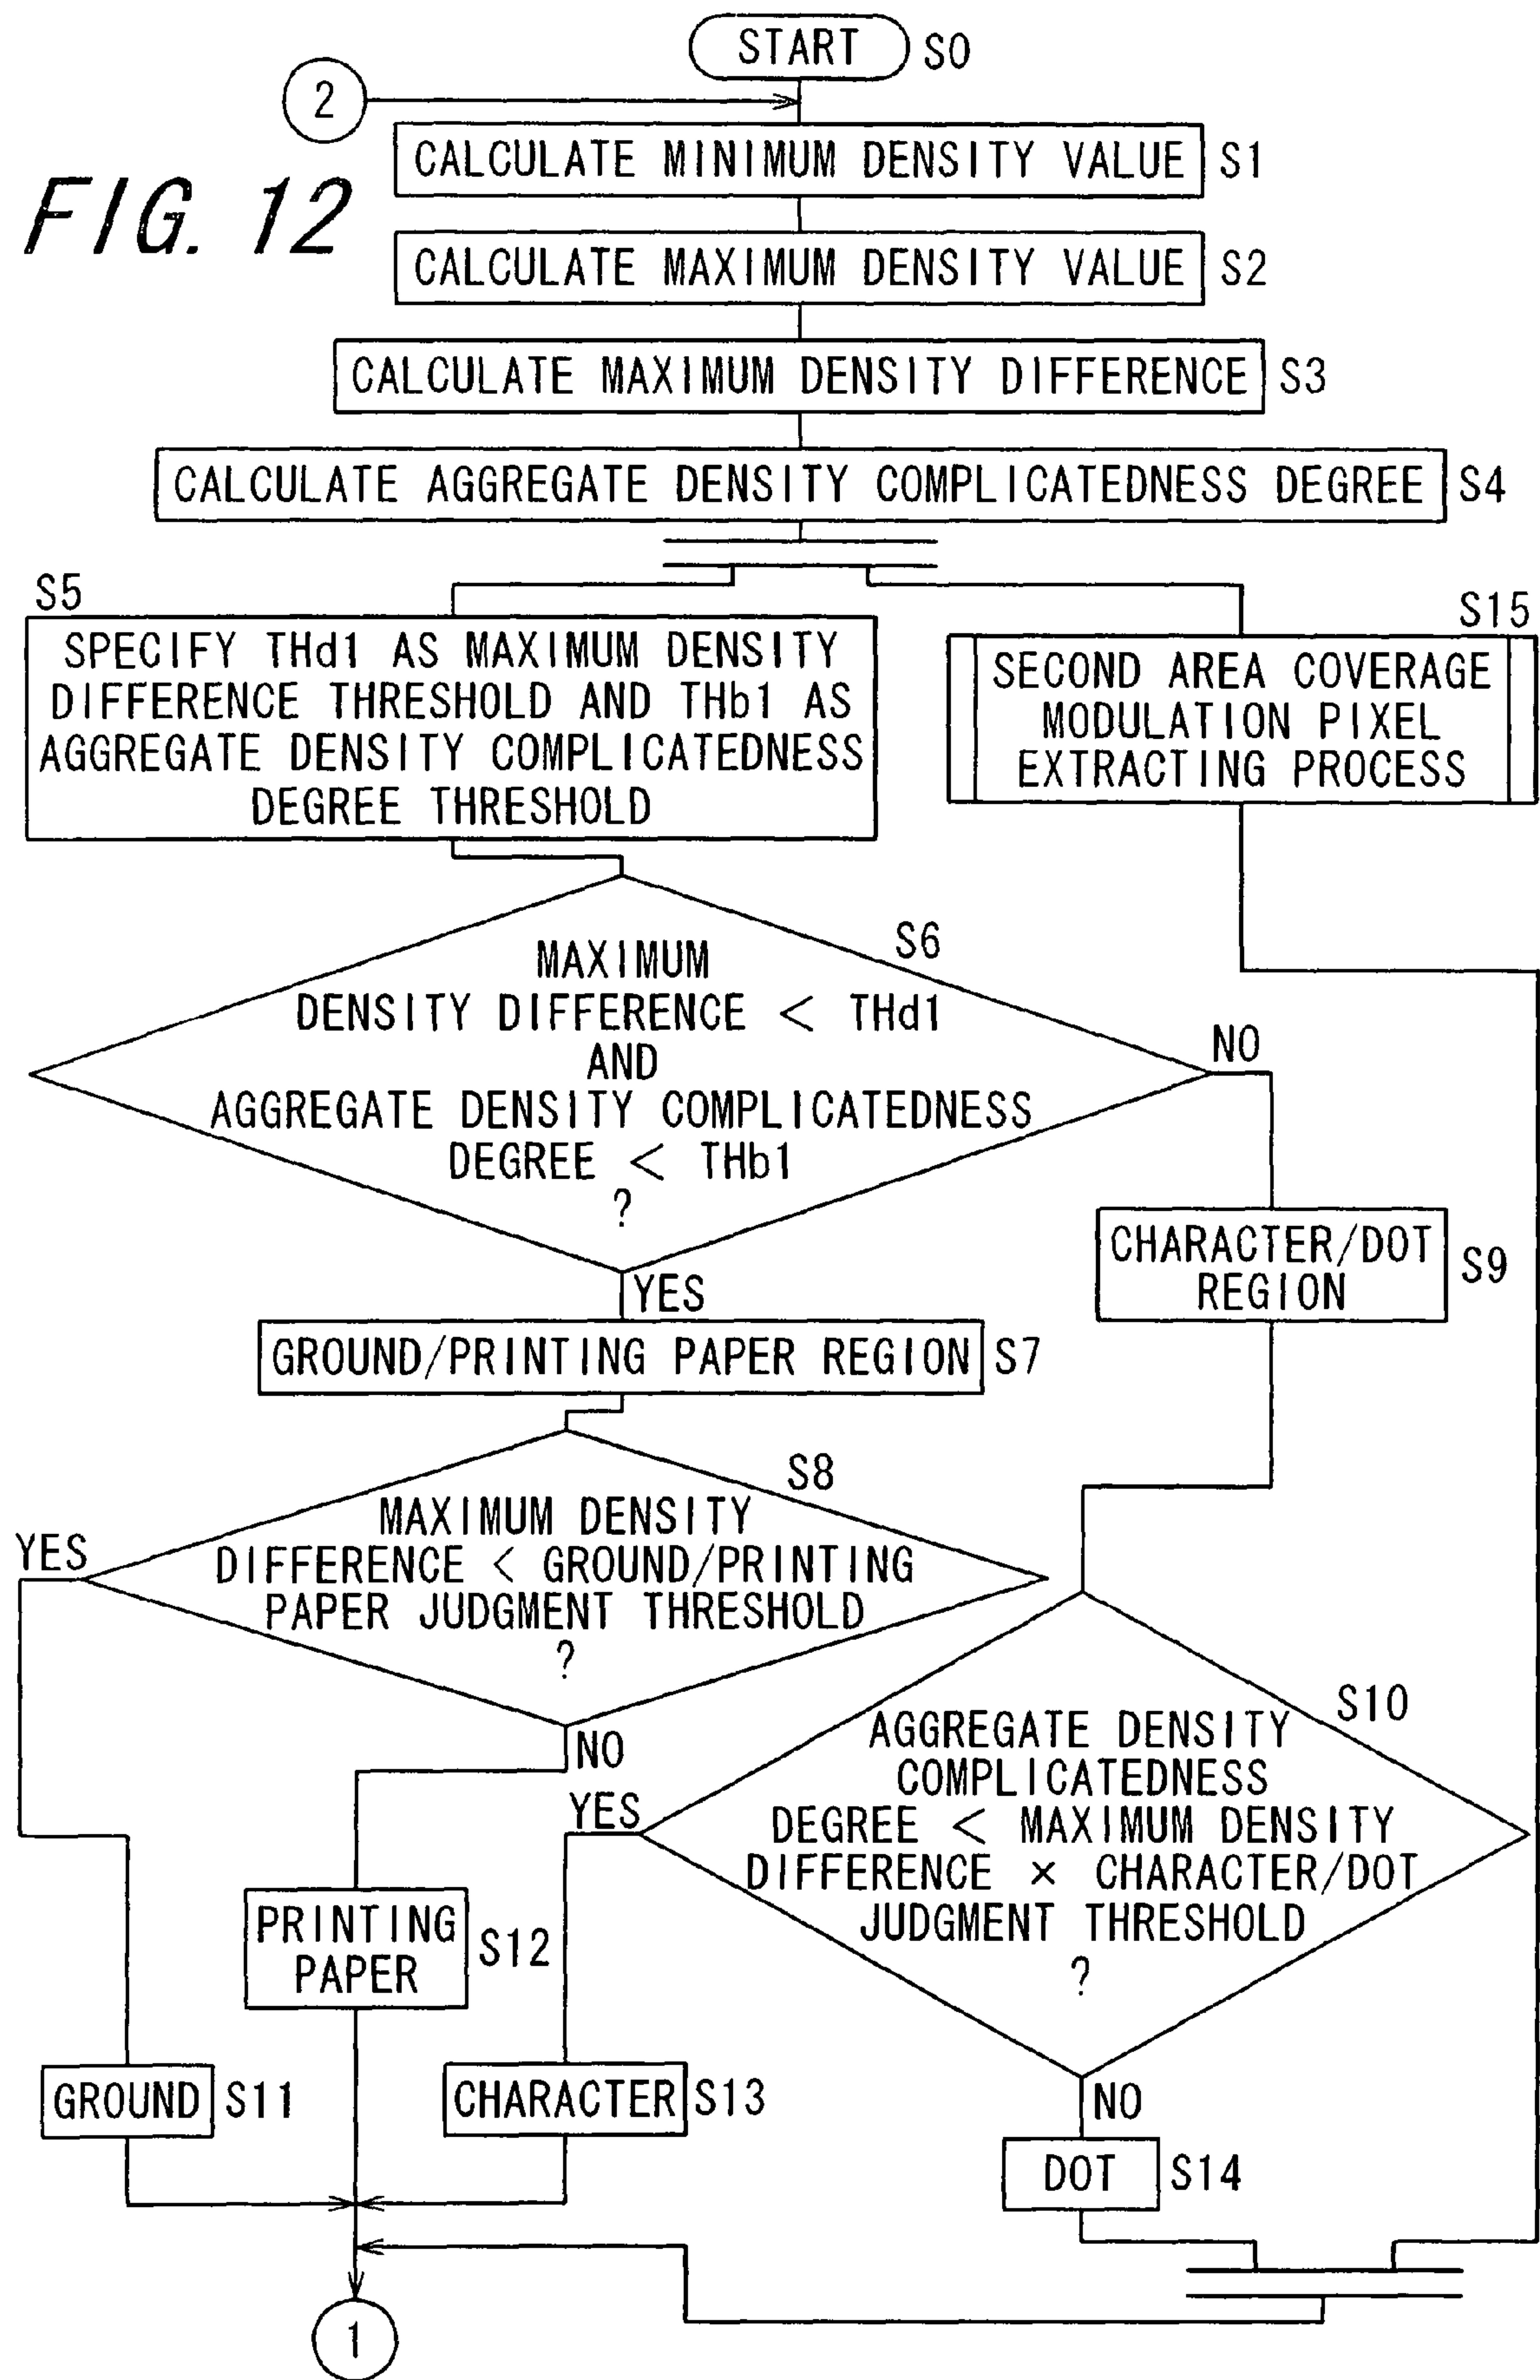 START S0
2
FIG. 12
CALCULATE MINIMUM DENSITY VALUE S1
CALCULATE MAXIMUM DENSITY VALUE S2
CALCULATE MAXIMUM DENSITY DIFFERENCE S3
CALCULATE AGGREGATE DENSITY COMPLICATEDNESS DEGREE S4
S5
SPECIFY THd1 AS MAXIMUM DENSITY
DIFFERENCE THRESHOLD AND THb1 AS
AGGREGATE DENSITY COMPLICATEDNESS
DEGREE THRESHOLD
S15
SECOND AREA COVERAGE
MODULATION PIXEL
EXTRACTING PROCESS
S6
MAXIMUM
DENSITY DIFFERENCE < THd1
AND
AGGREGATE DENSITY COMPLICATEDNESS
DEGREE < THb1
?
NO
YES
CHARACTER/DOT
REGION
S9
GROUND/PRINTING PAPER REGION S7
S8
MAXIMUM DENSITY
DIFFERENCE < GROUND/PRINTING
PAPER JUDGMENT THRESHOLD
?
YES
NO
S10
AGGREGATE DENSITY
COMPLICATEDNESS
DEGREE < MAXIMUM DENSITY
DIFFERENCE × CHARACTER/DOT
JUDGMENT THRESHOLD
?
YES
NO
PRINTING
PAPER
S12
GROUND S11
CHARACTER S13
DOT S14
1